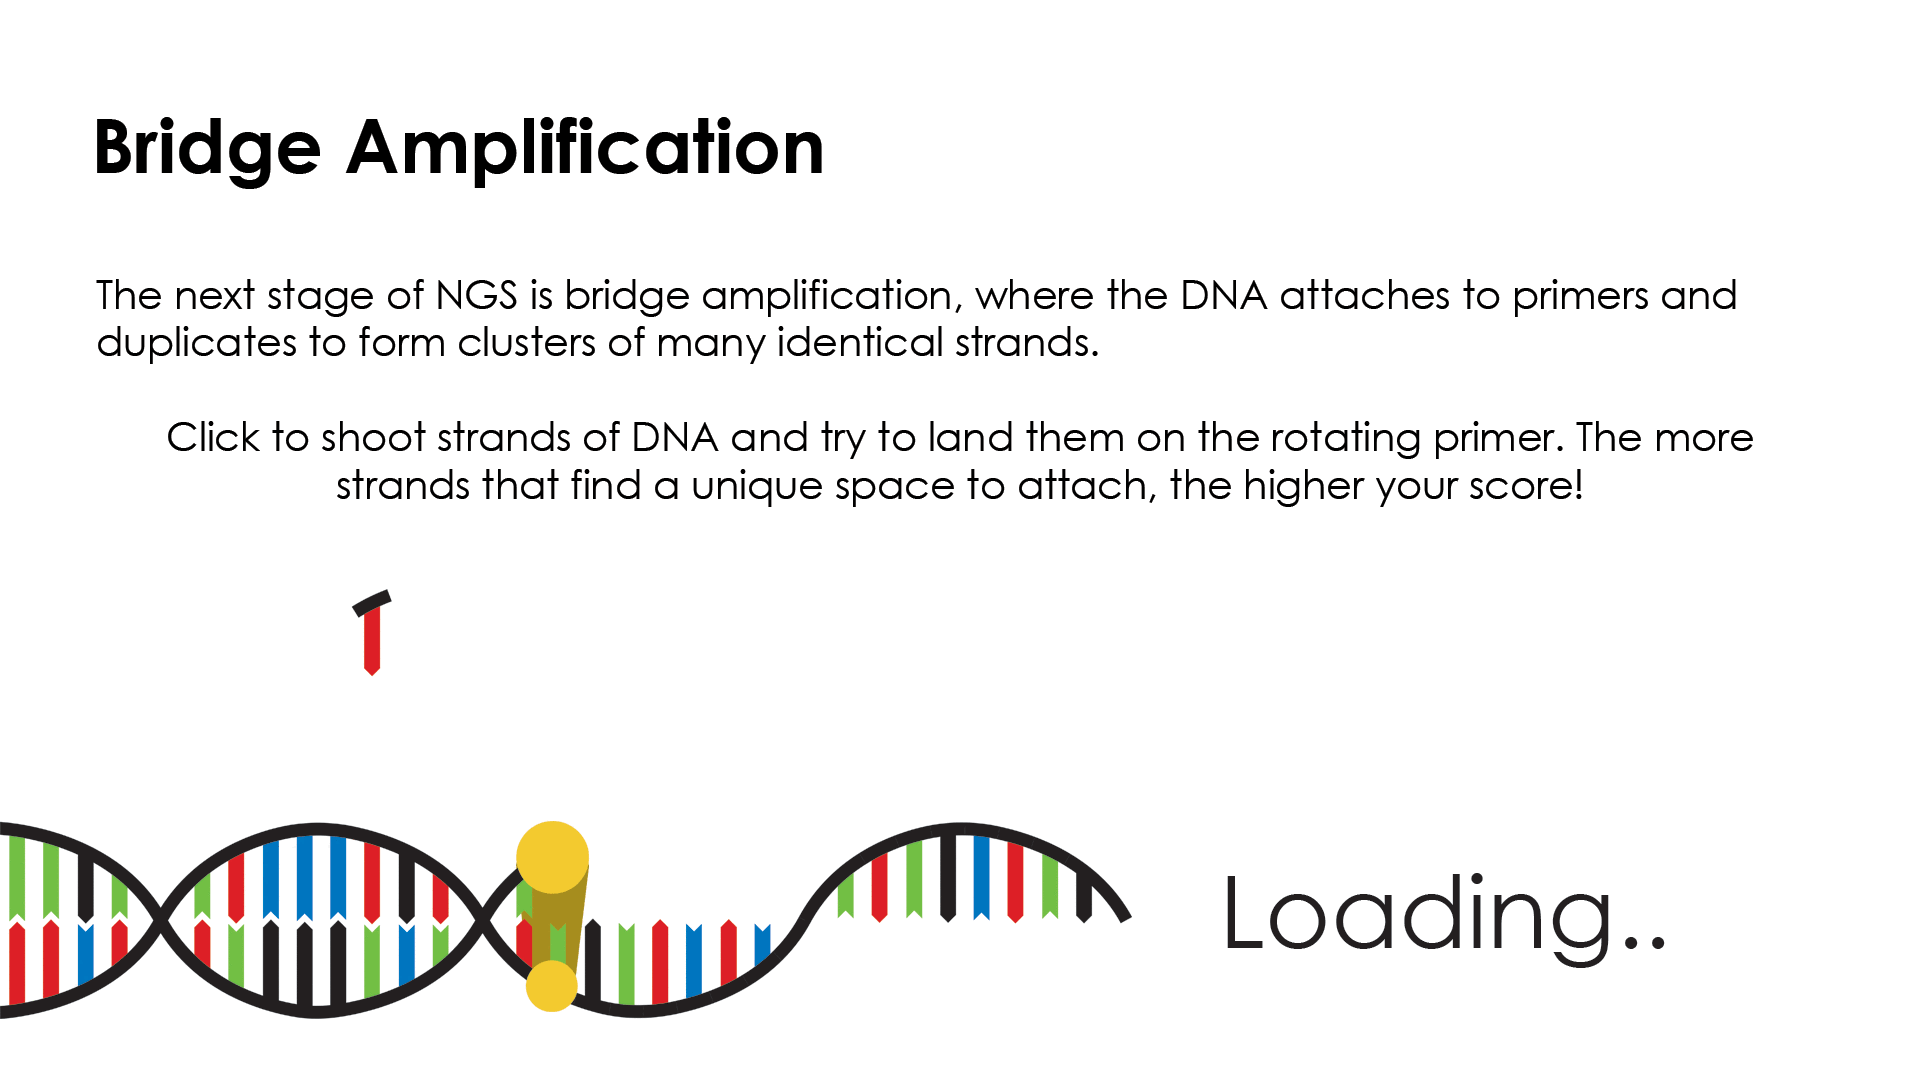 Bridge Amplification
The next stage of NGS is bridge amplification, where the DNA attaches to primers and
duplicates to form clusters of many identical strands.
Click to shoot strands of DNA and try to land them on the rotating primer. The more
strands that find a unique space to attach, the higher your score!
Loading..